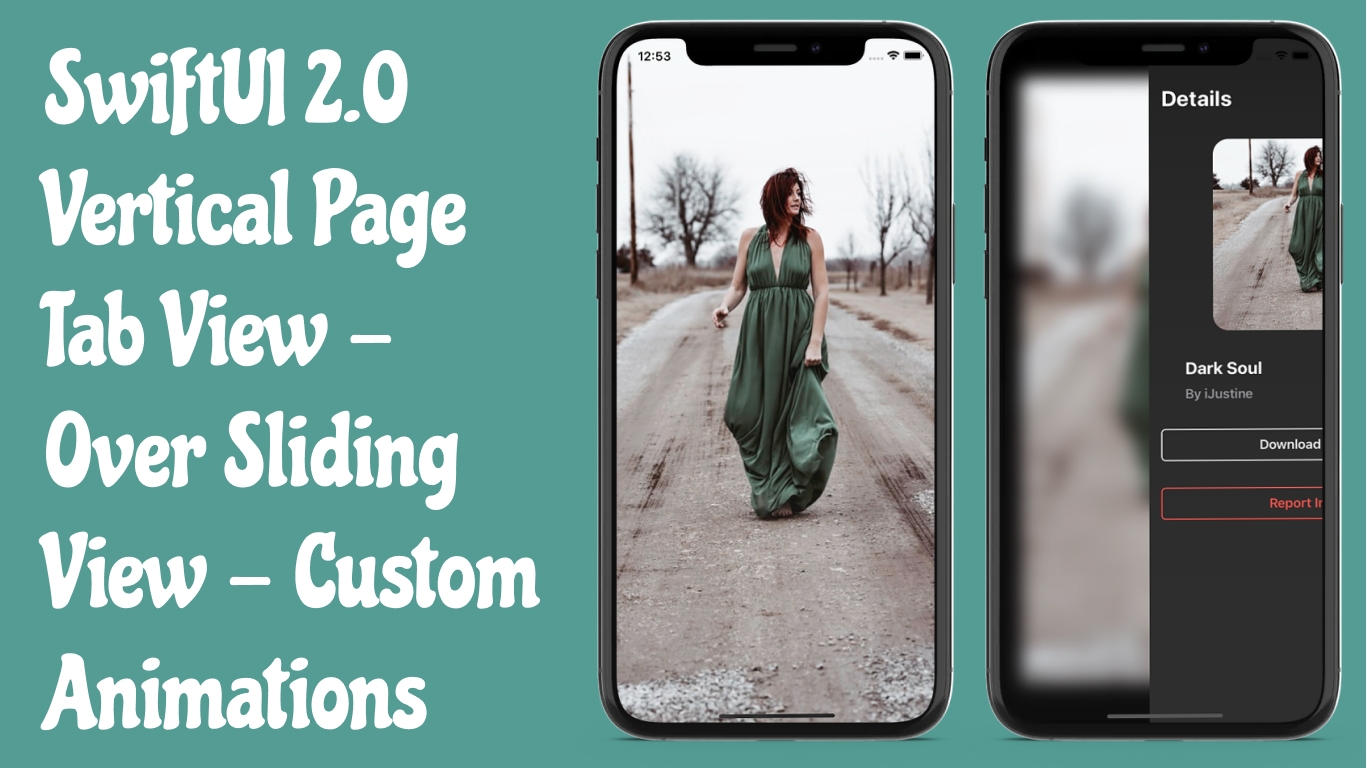 SwiftUI 2.0
Vertical Page
Tab View -
Over Sliding
View - Custom
Animations
12:53
Details
Dark Soul
By iJustine
Download
Report